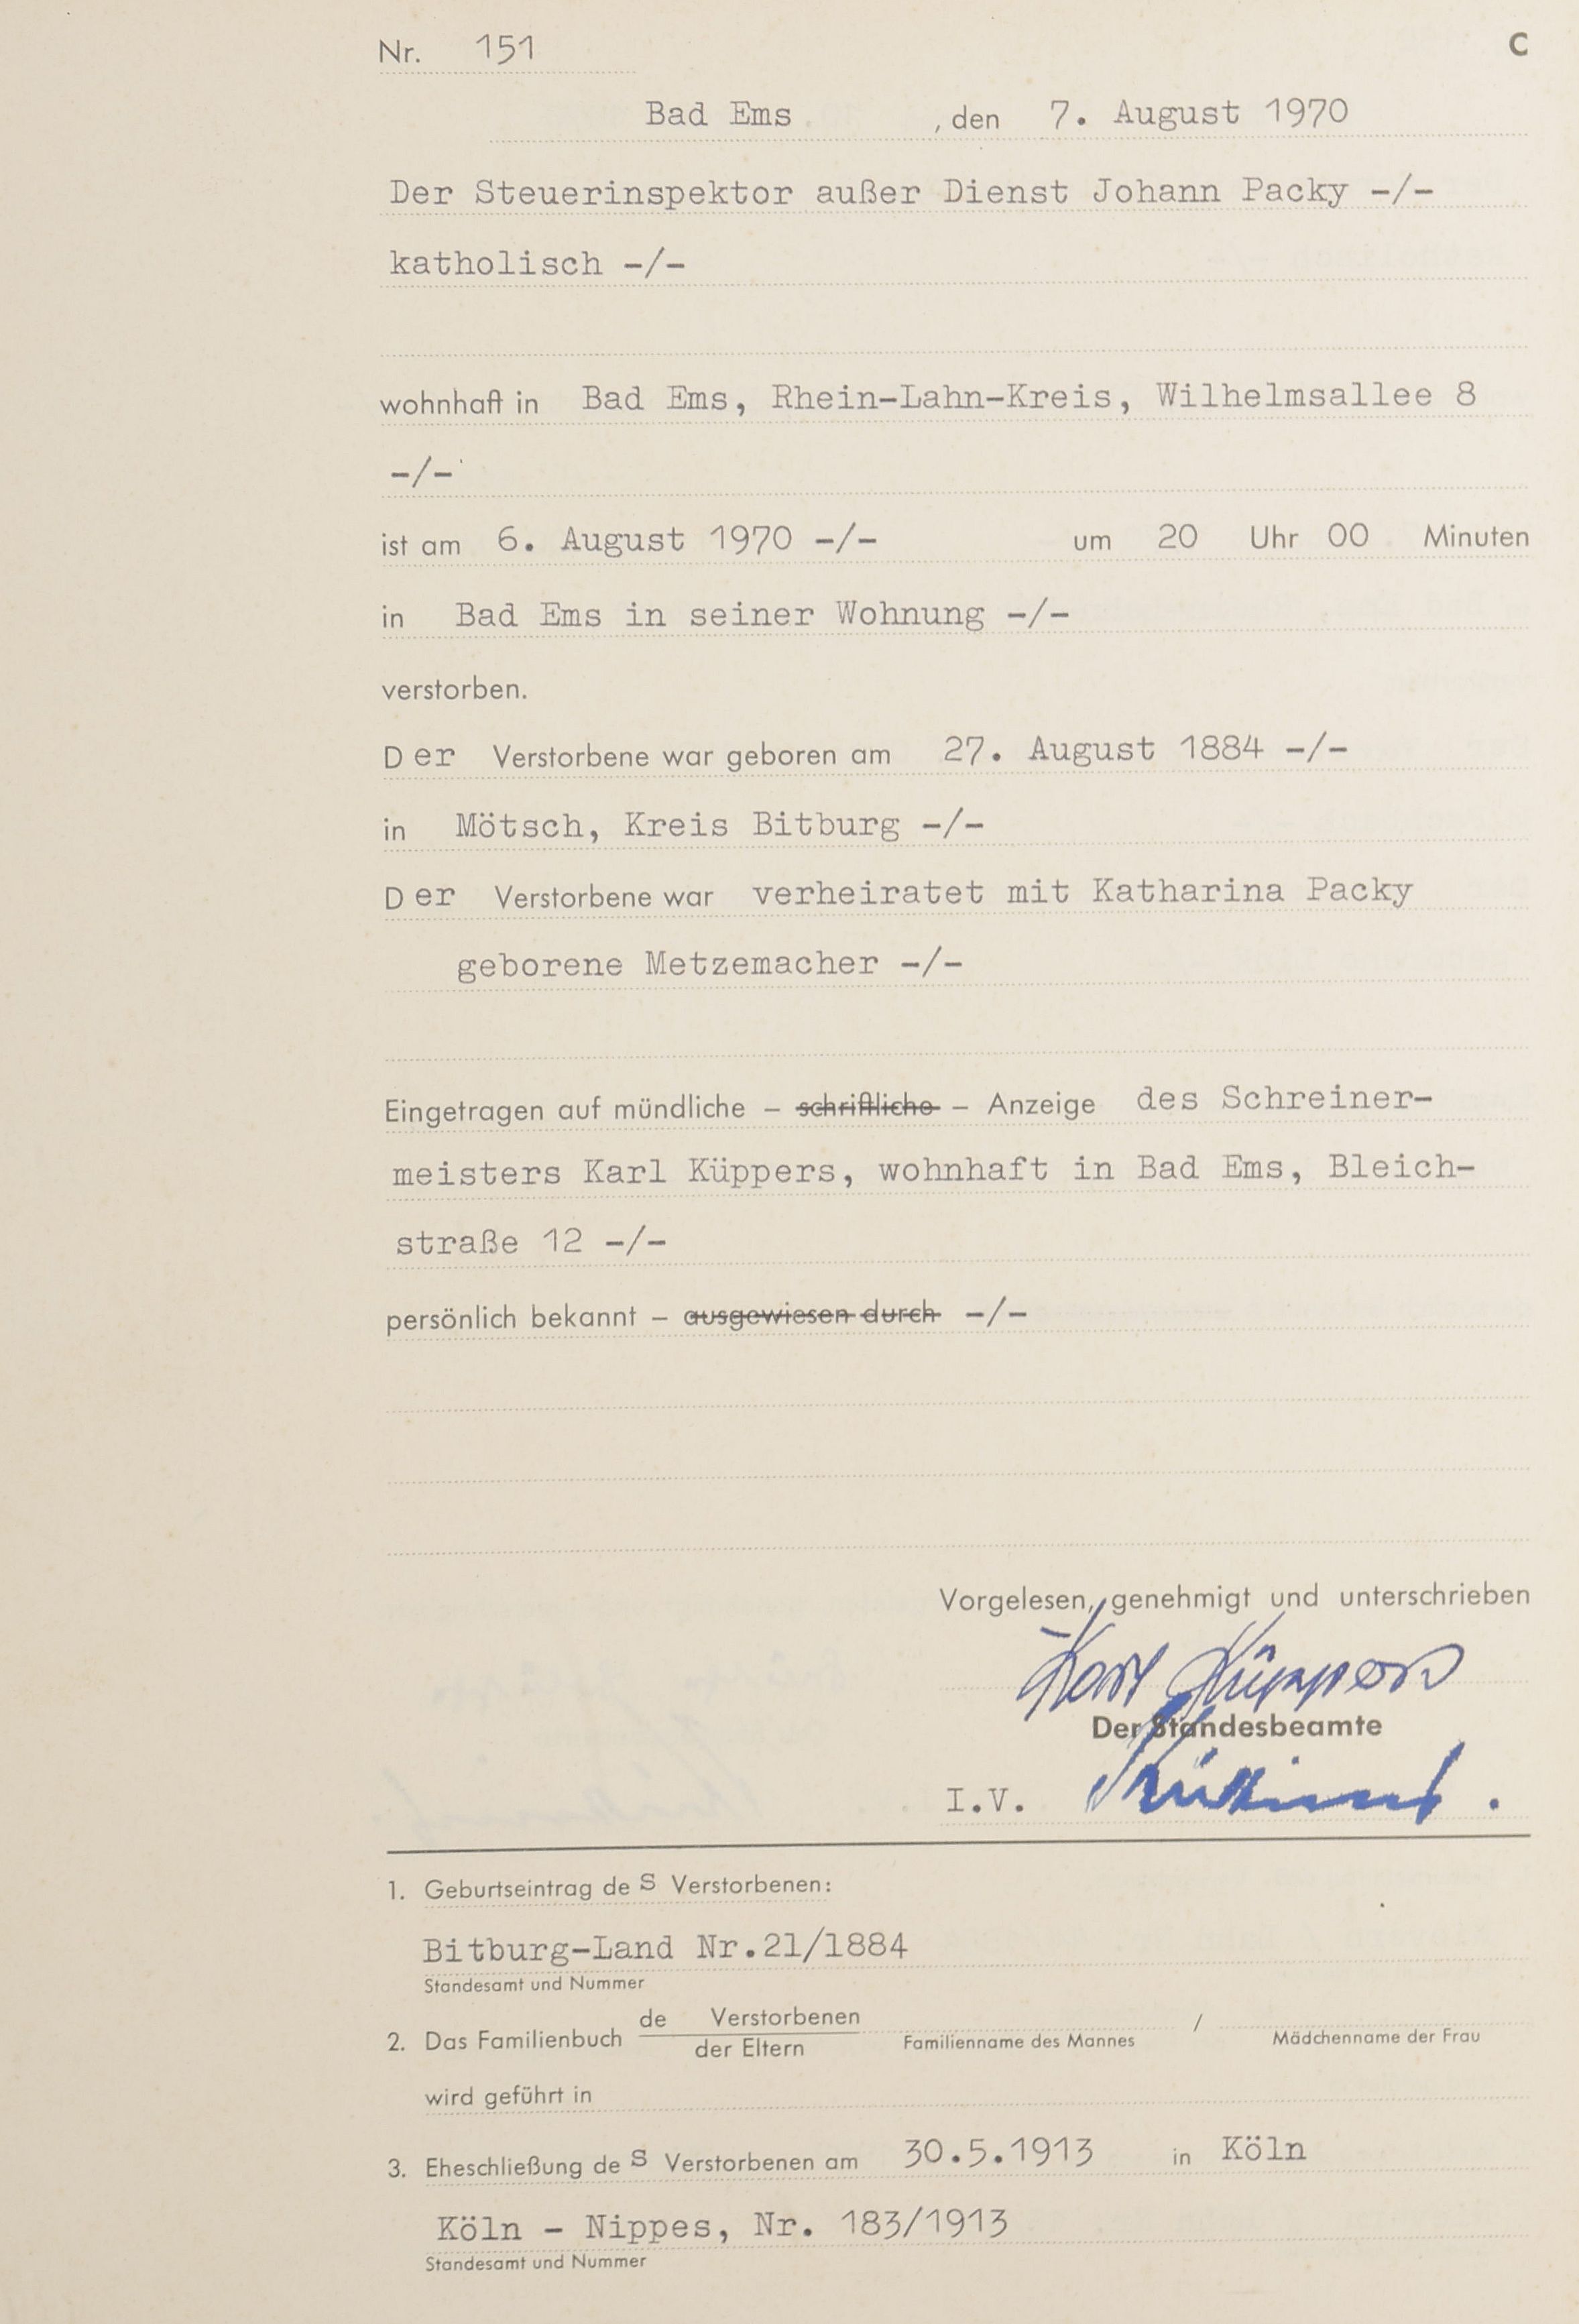 Nr. 151
C
Bad Ems , den 7. August 1970
Der Steuerinspektor außer Dienst Johann Packy -/-
katholisch -/-
wohnhaft in Bad Ems, Rhein-Lahn-Kreis, Wilhelmsallee 8
-/-
ist am 6. August 1970 -/- um 20 Uhr 00 Minuten
in Bad Ems in seiner Wohnung -/-
verstorben.
Der Verstorbene war geboren am 27. August 1884 -/-
in Mötsch, Kreis Bitburg -/-
Der Verstorbene war verheiratet mit Katharina Packy
geborene Metzemacher -/-
Eingetragen auf mündliche – schriftliche – Anzeige des Schreiner-
meisters Karl Küppers, wohnhaft in Bad Ems, Bleich-
straße 12 -/-
persönlich bekannt – ausgewiesen durch -/-
Vorgelesen, genehmigt und unterschrieben
Karl Küppers
Der Standesbeamte
I.V.
1. Geburtseintrag des Verstorbenen:
Bitburg-Land Nr.21/1884
Standesamt und Nummer
2. Das Familienbuch de Verstorbenen / der Eltern Familienname des Mannes / Mädchenname der Frau
wird geführt in
3. Eheschließung des Verstorbenen am 30.5.1913 in Köln
Köln - Nippes, Nr. 183/1913
Standesamt und Nummer